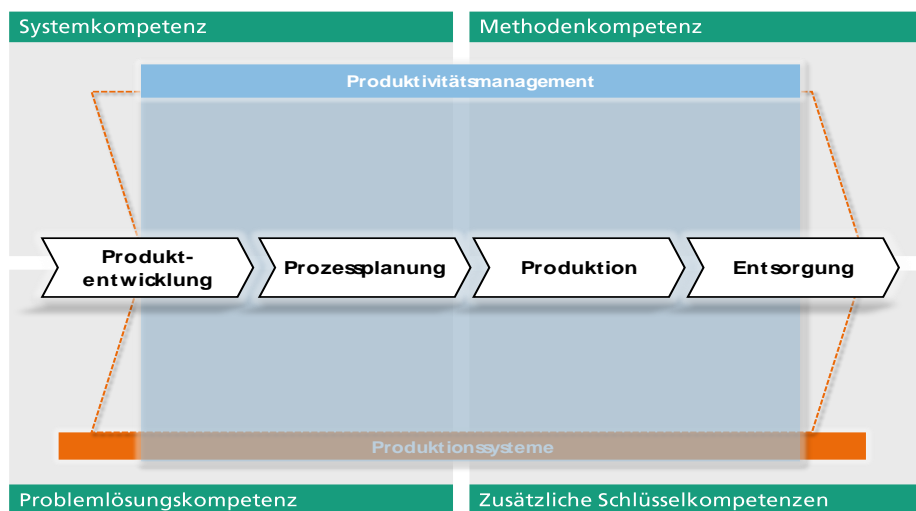 Systemkompetenz
Methodenkompetenz
Produktivitätsmanagement
Produkt-
entwicklung
Prozessplanung
Produktion
Entsorgung
Produktionssysteme
Problemlösungskompetenz
Zusätzliche Schlüsselkompetenzen